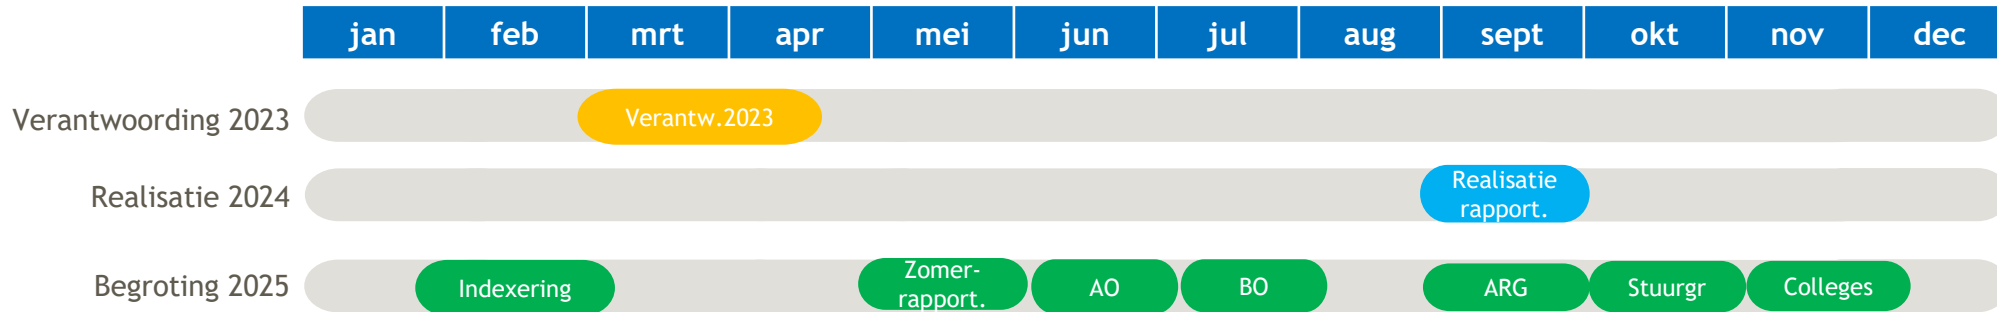 jan feb mrt apr mei jun jul aug sept okt nov dec
Verantwoording 2023 Verantw.2023
Realisatie 2024
Realisatie
rapport.
Begroting 2025
Indexering
Zomer-
rapport.
AO
BO
ARG
Stuurgr
Colleges